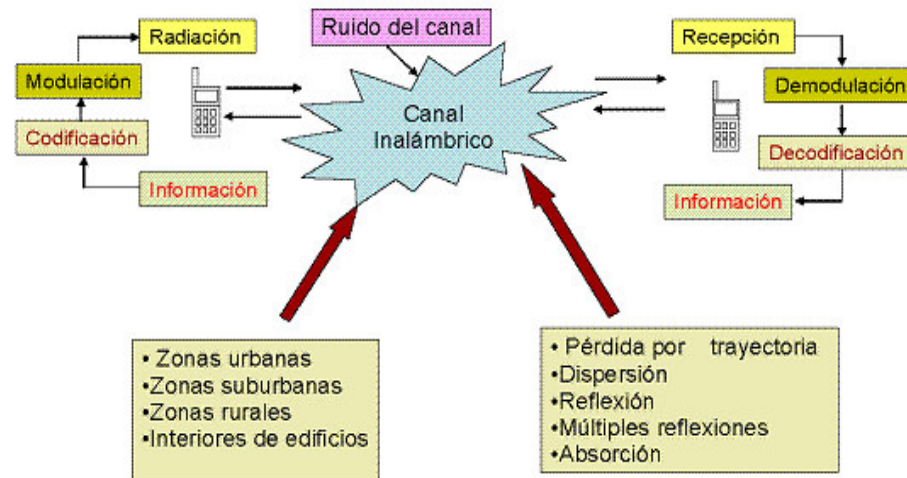 Radiación
Ruido del canal
Recepción
Modulación
Demodulación
Canal
Inalámbrico
Codificación
Decodificación
Información
Información
• Zonas urbanas
•Zonas suburbanas
•Zonas rurales
•Interiores de edificios
• Pérdida por trayectoria
•Dispersión
•Reflexión
•Múltiples reflexiones
•Absorción